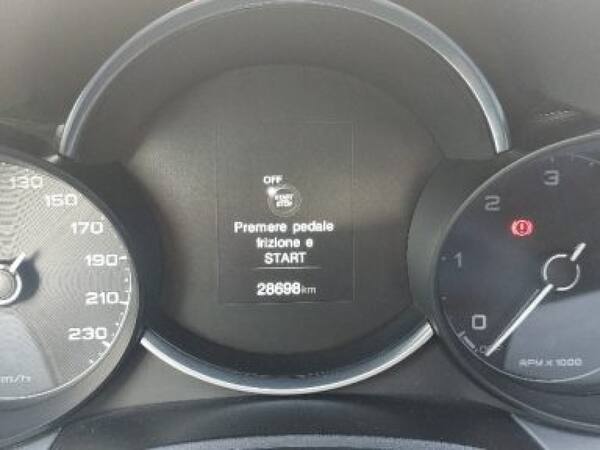 OFF
START
STOP
Premere pedale
frizione e
START
28698km
130
150
170
190
210
230
km/h
0
1
2
3
RPM X 1000